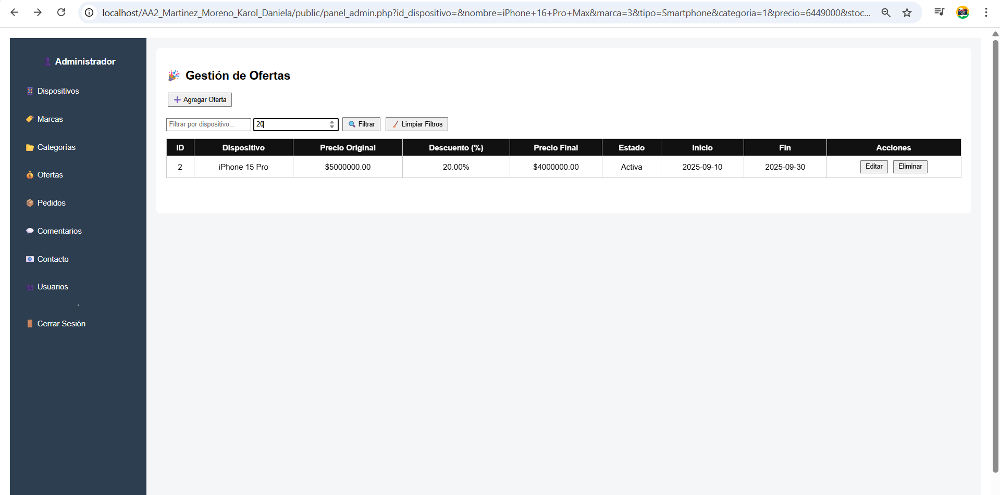 localhost/AA2_Martinez_Moreno_Karol_Daniela/public/panel_admin.php?id_dispositivo=&nombre=iPhone+16+Pro+Max&marca=3&tipo=Smartphone&categoria=1&precio=6449000&stoc...
Administrador
Dispositivos
Marcas
Categorías
Ofertas
Pedidos
Comentarios
Contacto
Usuarios
.
Cerrar Sesión
Gestión de Ofertas
Agregar Oferta
Filtrar por dispositivo... 20 Filtrar Limpiar Filtros
ID Dispositivo Precio Original Descuento (%) Precio Final Estado Inicio Fin Acciones
2 iPhone 15 Pro $5000000.00 20.00% $4000000.00 Activa 2025-09-10 2025-09-30 Editar Eliminar